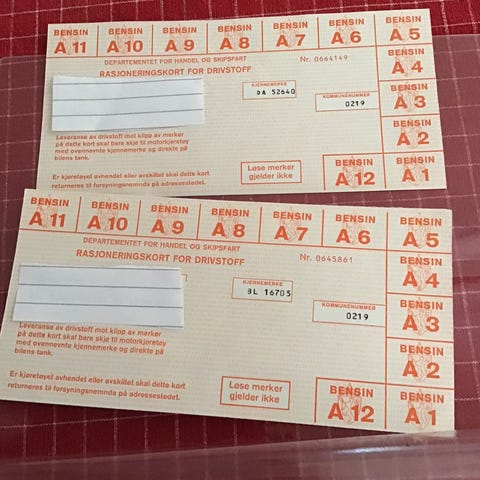 BENSIN BENSIN BENSIN BENSIN BENSIN BENSIN BENSIN
A 11 A 10 A 9 A 8 A 7 A 6 A 5
DEPARTEMENTET FOR HANDEL OG SKIPSFART
RASJONERINGSKORT FOR DRIVSTOFF
Nr. 0664149
BENSIN
A 4
KJENNEMERKE
DA 52640
KOMMUNENUMMER
0219
BENSIN
A 3
Leveranse av drivstoff mot klipp av merker
på dette kort skal bare skje til motorkjøretøy
med ovennevnte kjennemerke og direkte på
bilens tank.
BENSIN
A 2
Er kjøretøyet avhendet eller avskiltet skal dette kort
returneres til forsyningsnemnda på adressestedet.
Løse merker
gjelder ikke
BENSIN BENSIN
A 12 A 1
BENSIN BENSIN BENSIN BENSIN BENSIN BENSIN BENSIN
A 11 A 10 A 9 A 8 A 7 A 6 A 5
DEPARTEMENTET FOR HANDEL OG SKIPSFART
RASJONERINGSKORT FOR DRIVSTOFF
Nr. 0645861
BENSIN
A 4
KJENNEMERKE
BL 16705
KOMMUNENUMMER
0219
BENSIN
A 3
Leveranse av drivstoff mot klipp av merker
på dette kort skal bare skje til motorkjøretøy
med ovennevnte kjennemerke og direkte på
bilens tank.
BENSIN
A 2
Er kjøretøyet avhendet eller avskiltet skal dette kort
returneres til forsyningsnemnda på adressestedet.
Løse merker
gjelder ikke
BENSIN BENSIN
A 12 A 1